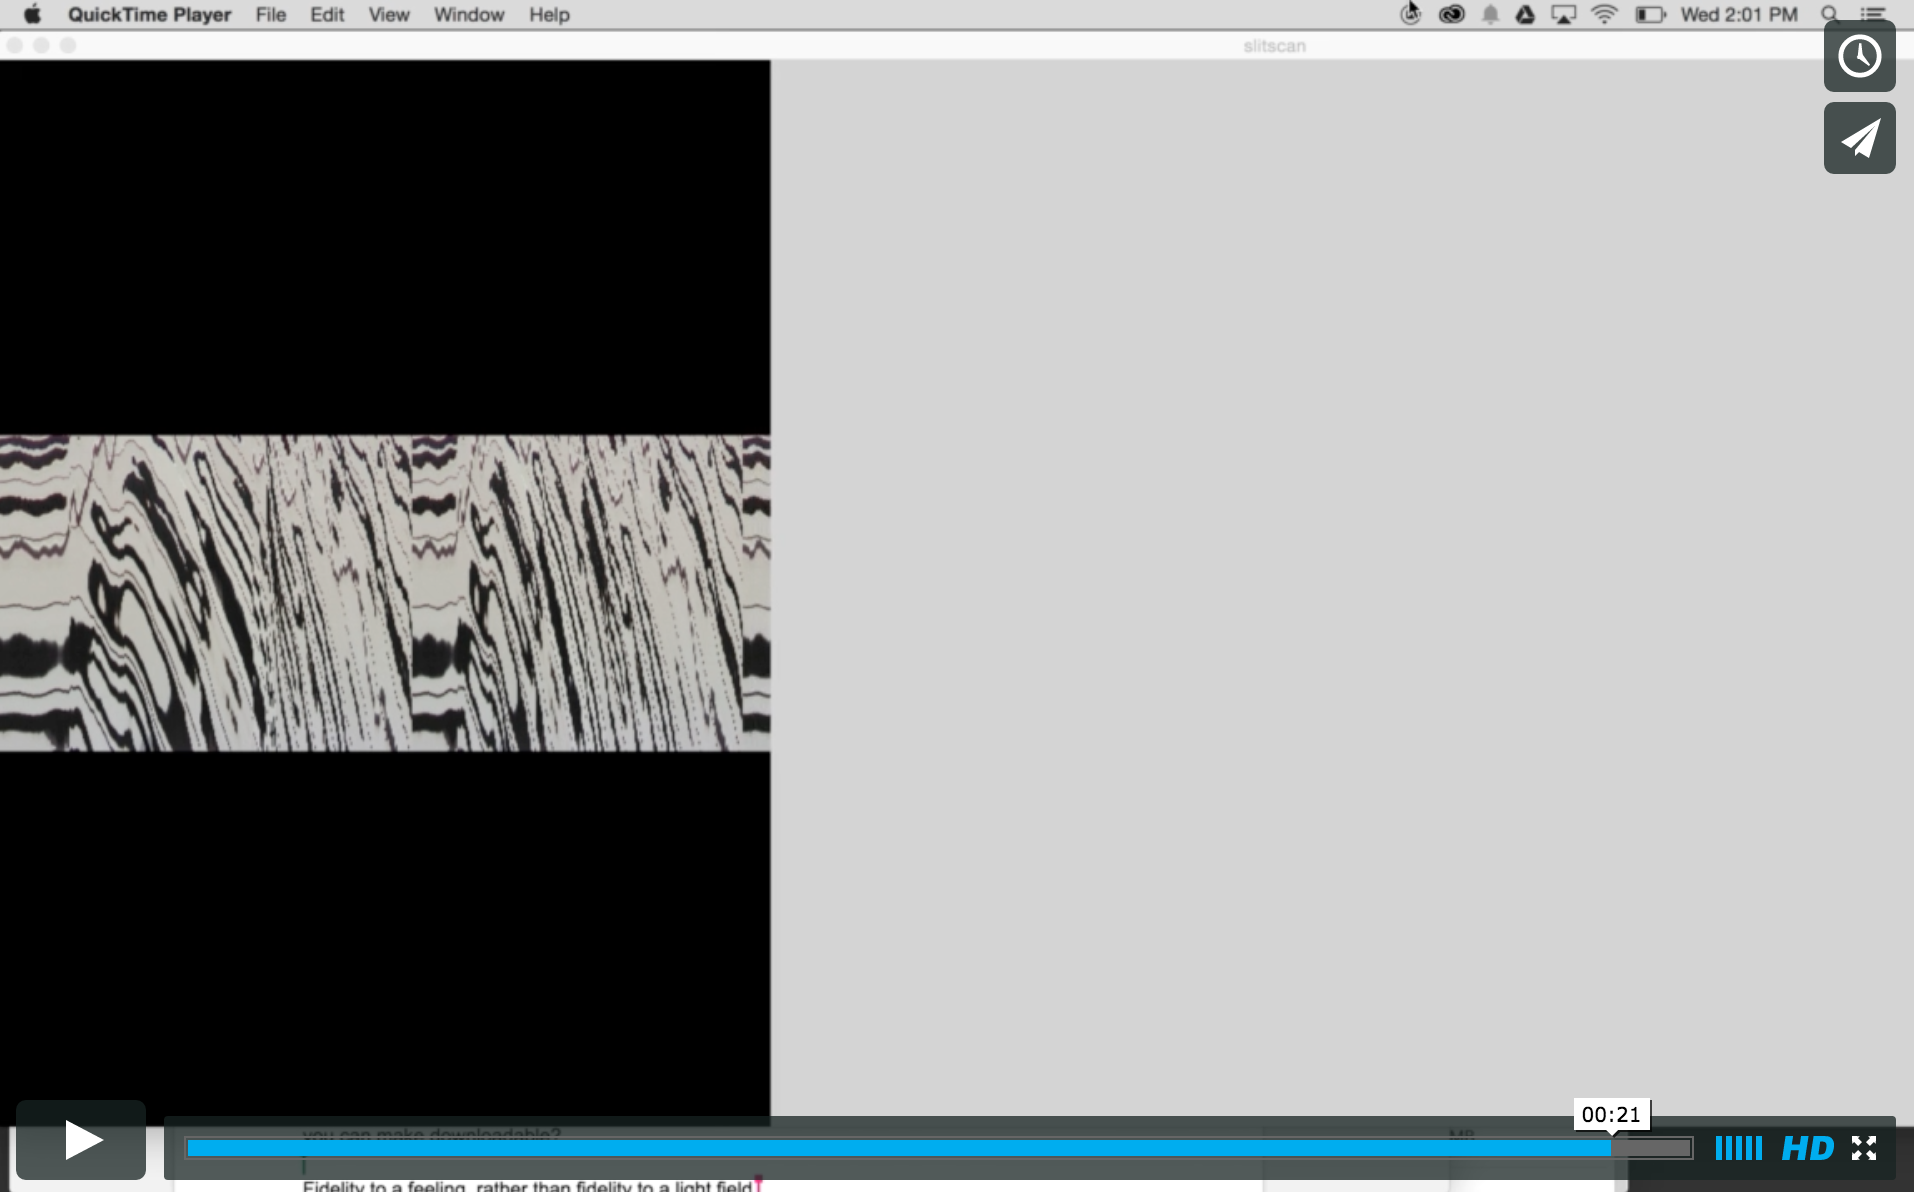 QuickTime Player File Edit View Window Help Wed 2:01 PM
slitscan
00:21
you can make downloadable?
M8
HD
Fidelity to a feeling, rather than fidelity to a light field